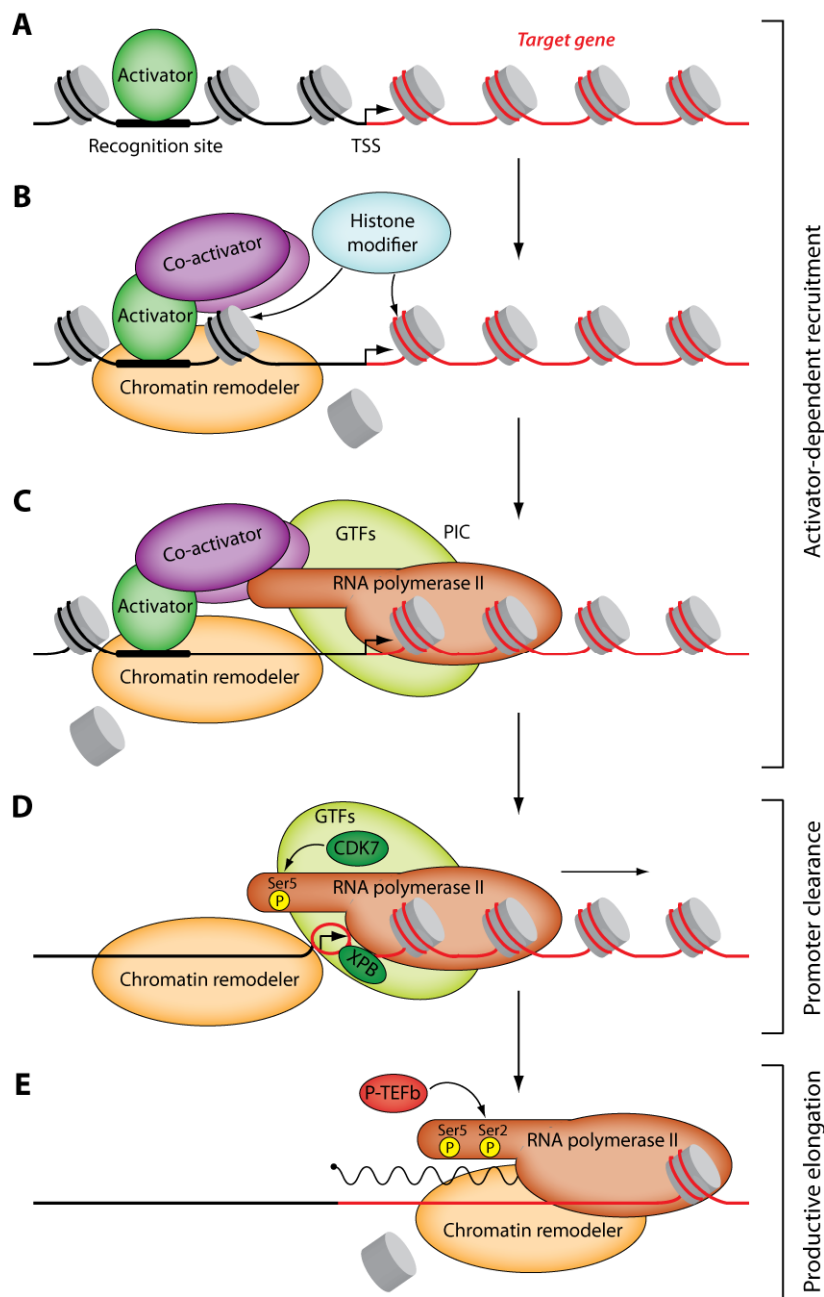 A
Target gene
Activator
Recognition site
TSS
B
Histone
modifier
Co-activator
Activator
Chromatin remodeler
C
GTFs
PIC
Co-activator
RNA polymerase II
Activator
Chromatin remodeler
Activator-dependent recruitment
D
GTFs
CDK7
Ser5
P
RNA polymerase II
XPB
Chromatin remodeler
Promoter clearance
E
P-TEFb
Ser5
Ser2
P
P
RNA polymerase II
Chromatin remodeler
Productive elongation